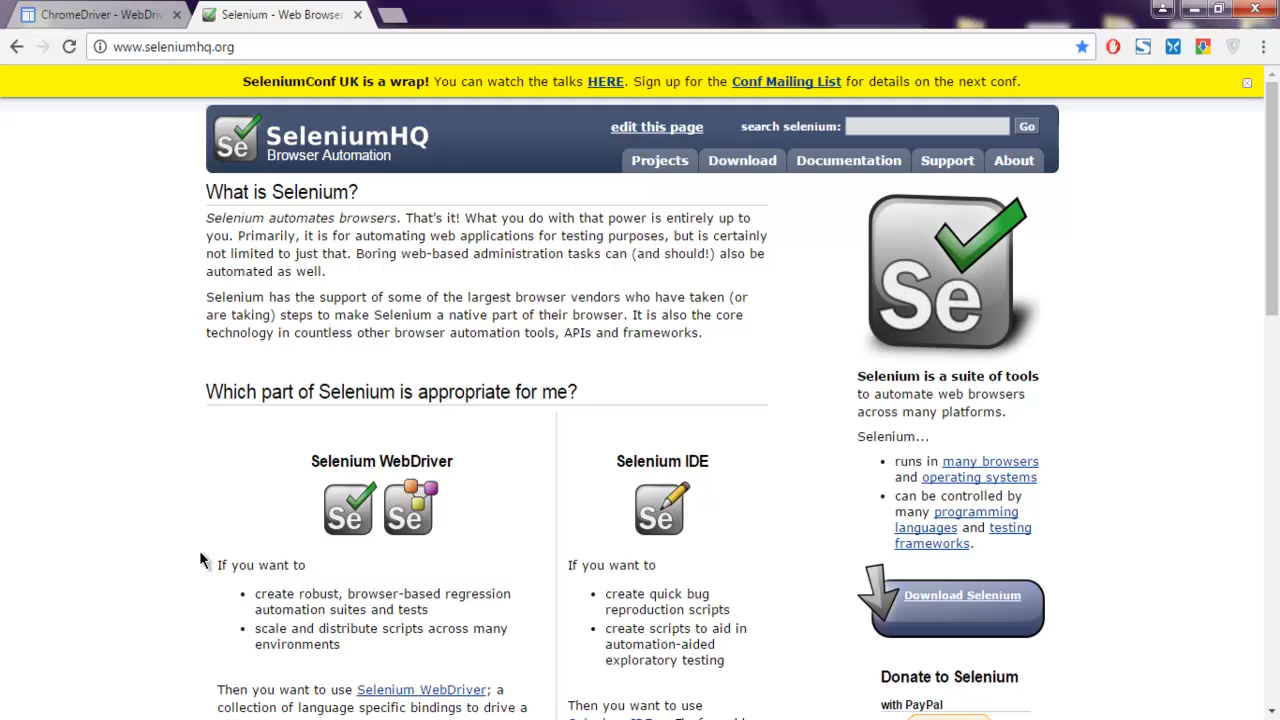 ChromeDriver - WebDriv
Selenium - Web Browser
www.seleniumhq.org
SeleniumConf UK is a wrap! You can watch the talks HERE. Sign up for the Conf Mailing List for details on the next conf.
Se
SeleniumHQ
Browser Automation
edit this page
search selenium:
Go
Projects
Download
Documentation
Support
About
What is Selenium?
Selenium automates browsers. That's it! What you do with that power is entirely up to
you. Primarily, it is for automating web applications for testing purposes, but is certainly
not limited to just that. Boring web-based administration tasks can (and should!) also be
automated as well.
Selenium has the support of some of the largest browser vendors who have taken (or
are taking) steps to make Selenium a native part of their browser. It is also the core
technology in countless other browser automation tools, APIs and frameworks.
Which part of Selenium is appropriate for me?
Selenium WebDriver
Se
Se
If you want to
• create robust, browser-based regression
automation suites and tests
• scale and distribute scripts across many
environments
Then you want to use Selenium WebDriver; a
collection of language specific bindings to drive a
Selenium IDE
Se
If you want to
• create quick bug
reproduction scripts
• create scripts to aid in
automation-aided
exploratory testing
Then you want to use
Se
Selenium is a suite of tools
to automate web browsers
across many platforms.
Selenium...
• runs in many browsers
and operating systems
• can be controlled by
many programming
languages and testing
frameworks.
Download Selenium
Donate to Selenium
with PayPal